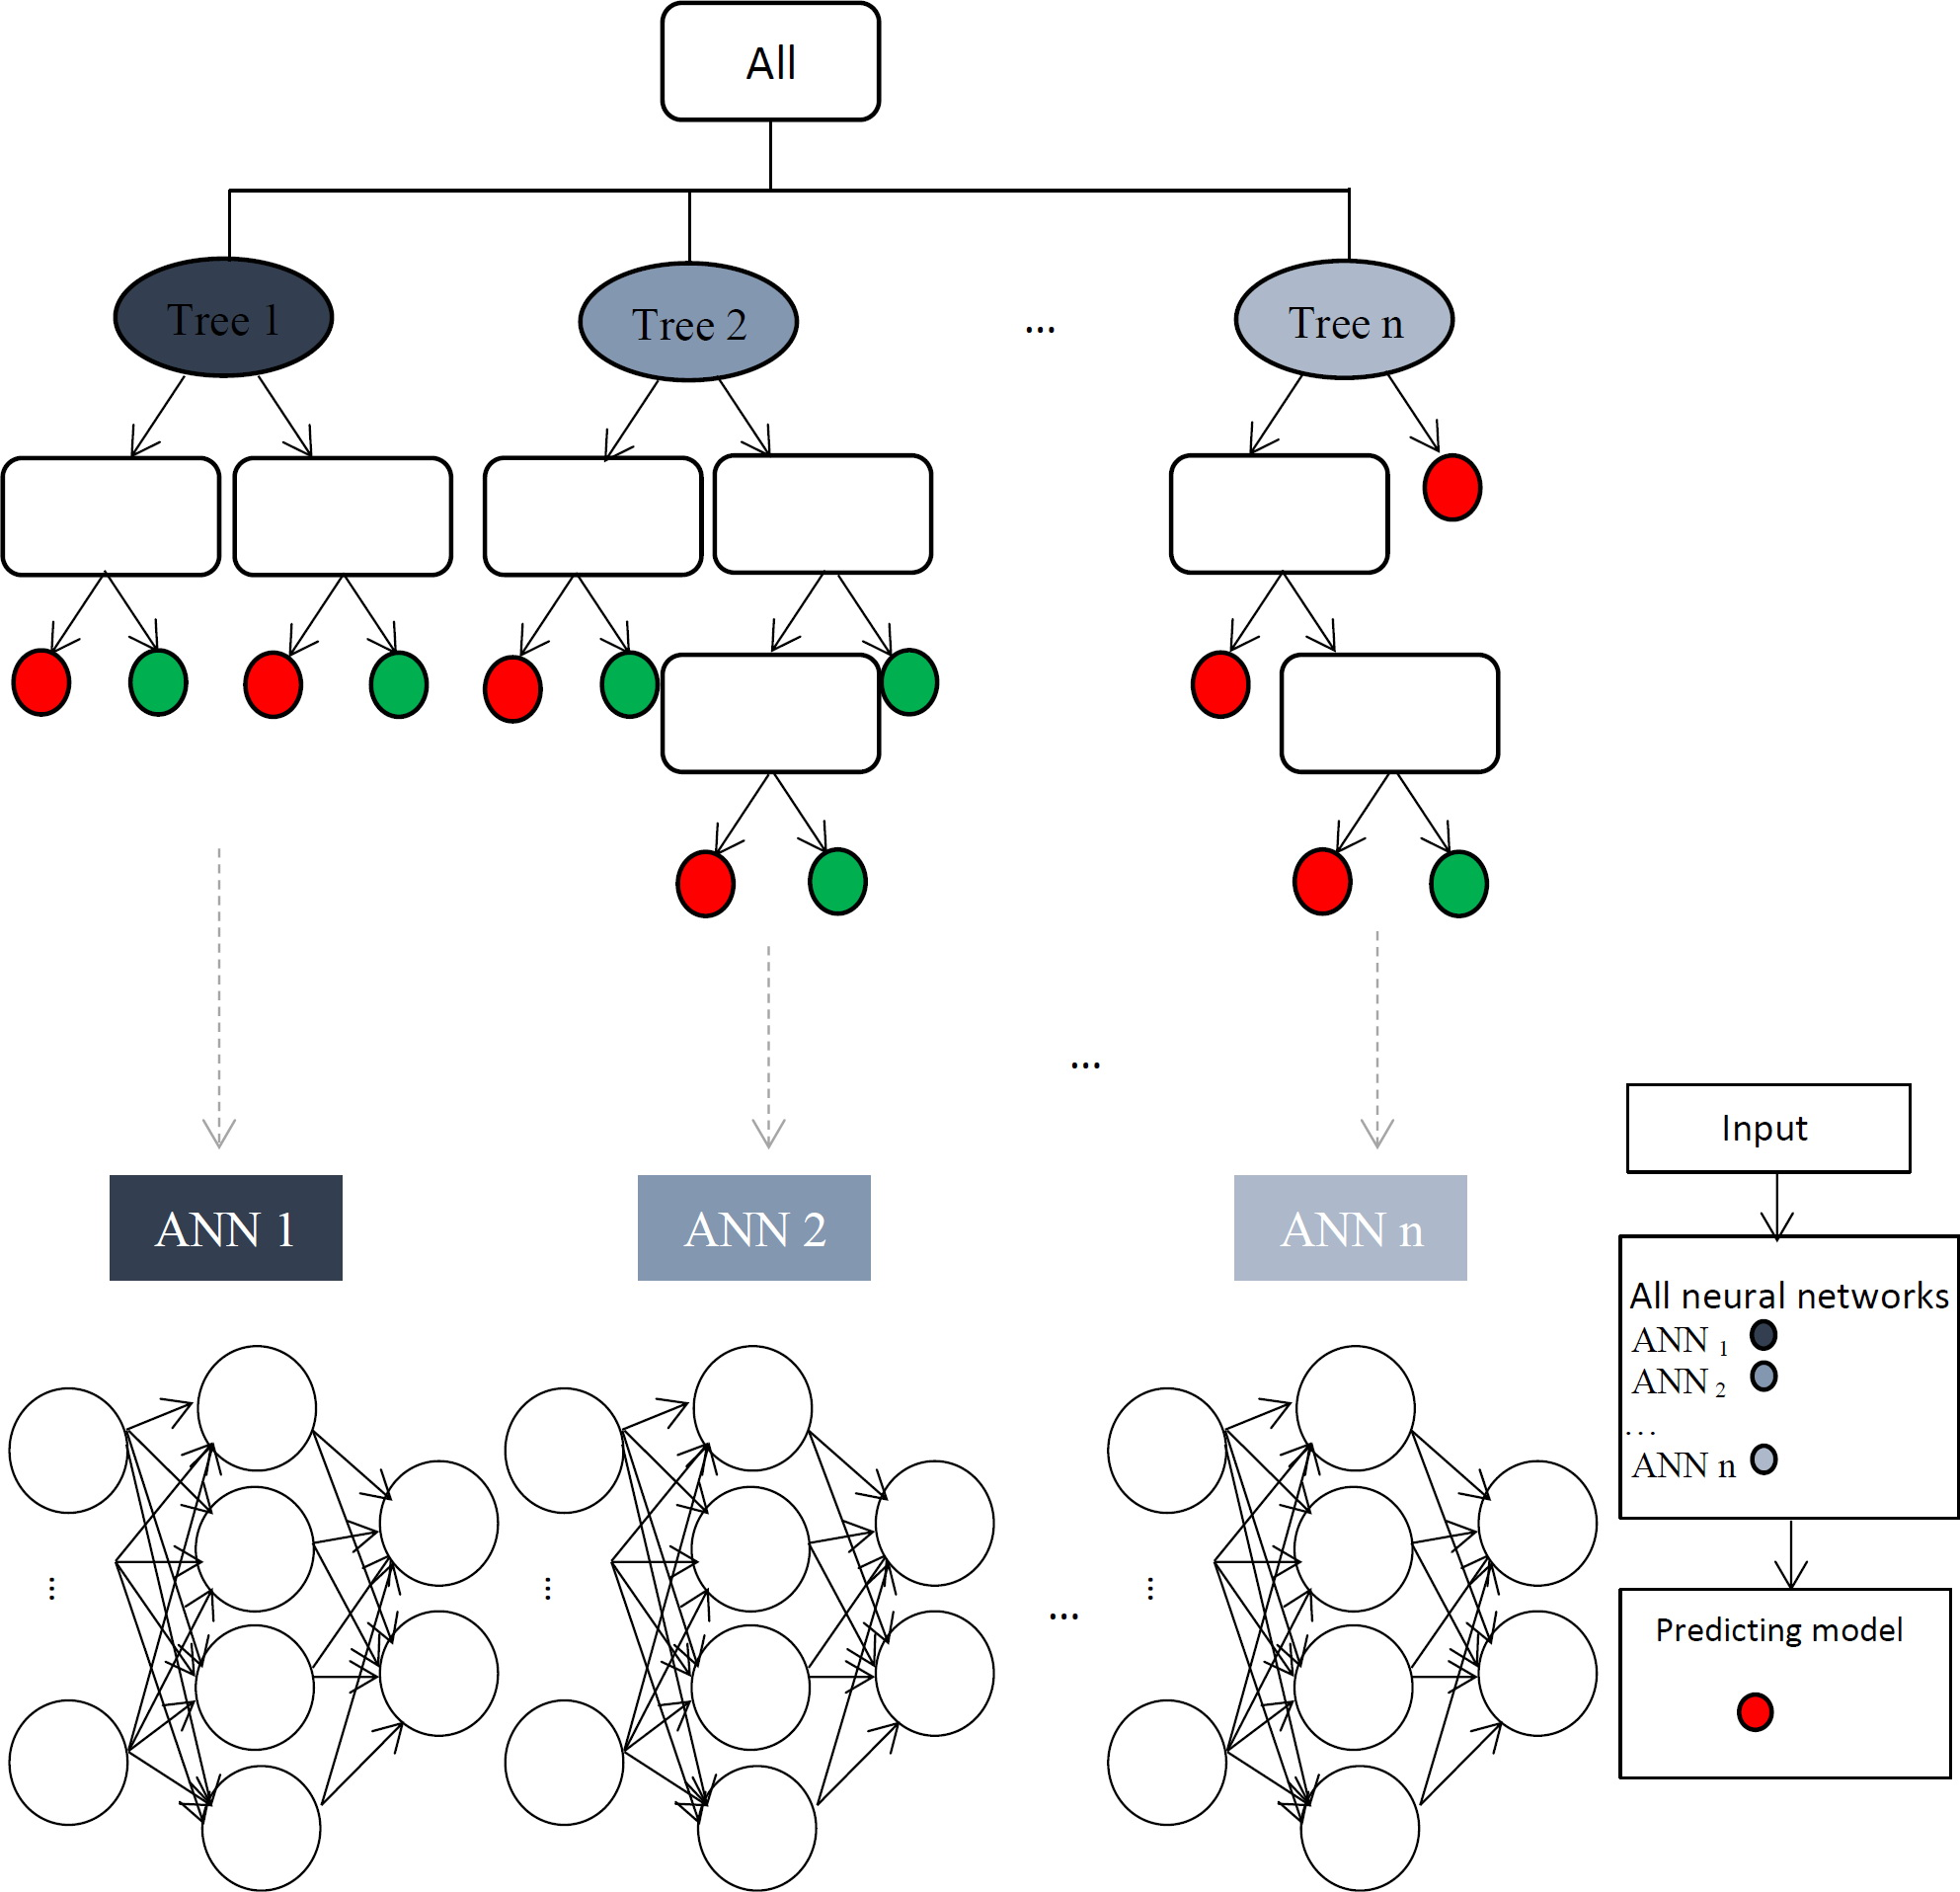 All
Tree 1
Tree 2
...
Tree n
...
ANN 1
ANN 2
ANN n
Input
All neural networks
ANN 1
ANN 2
...
ANN n
...
...
...
...
Predicting model